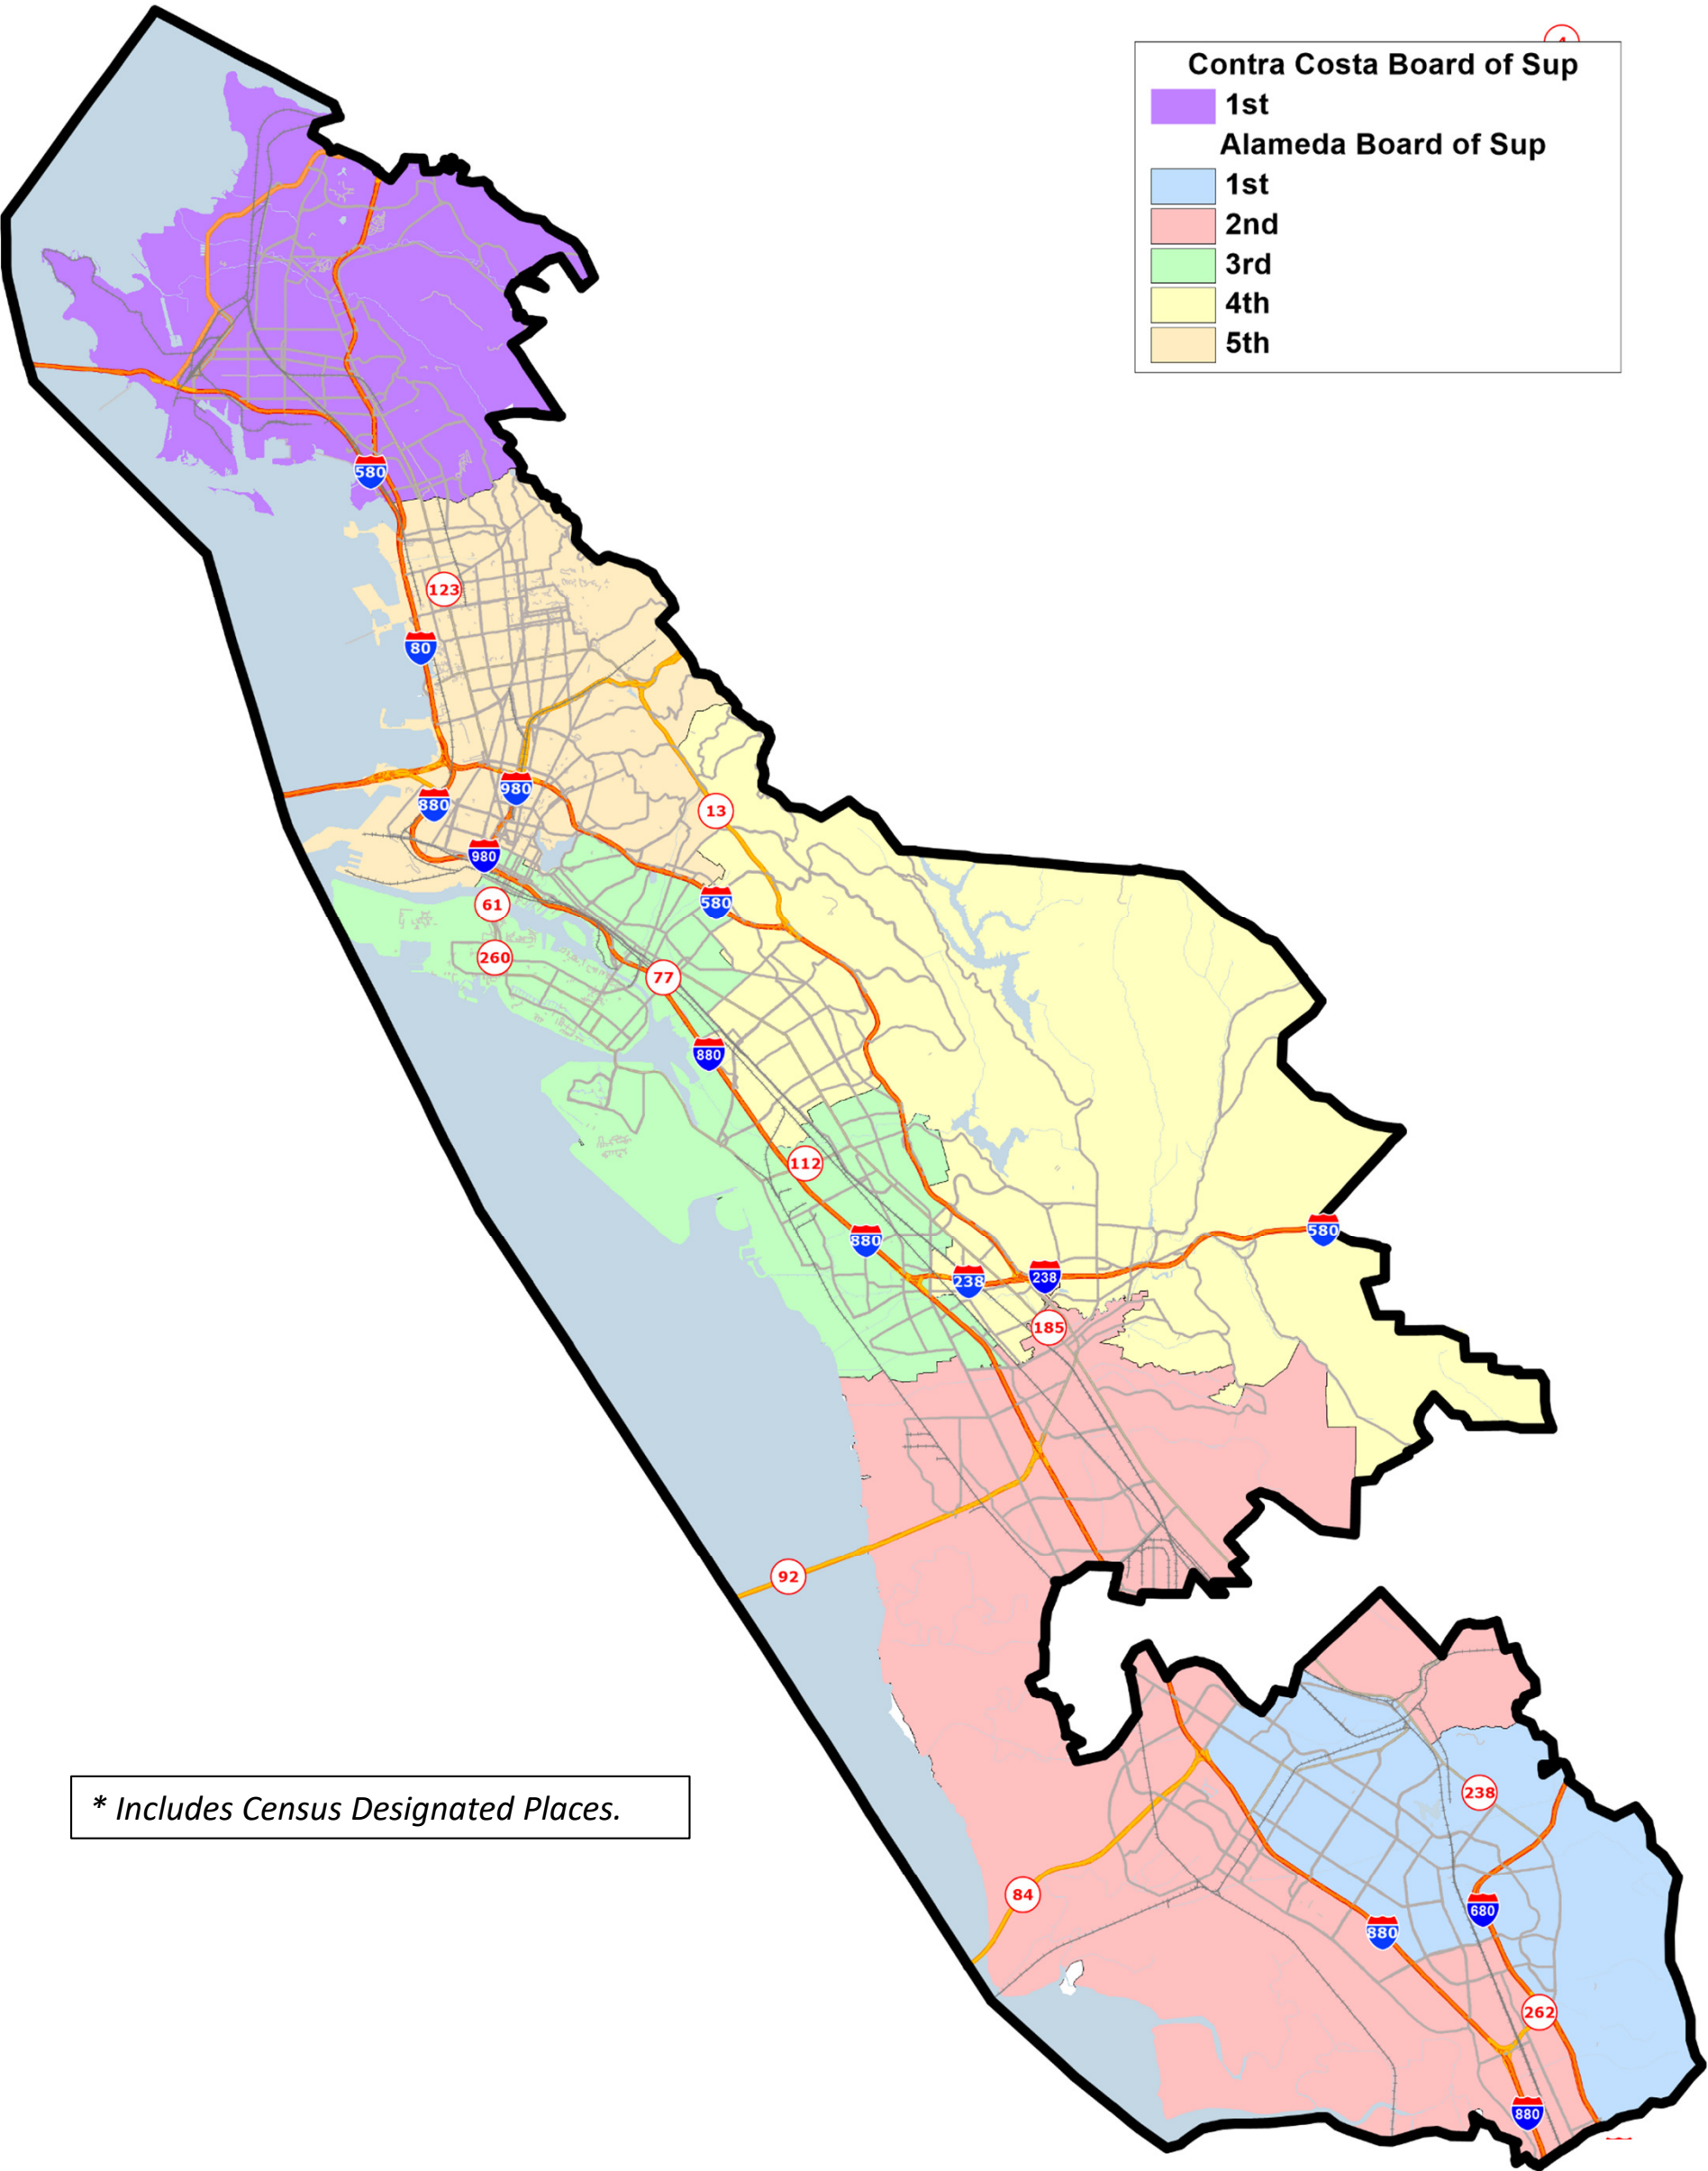 Contra Costa Board of Sup
1st
Alameda Board of Sup
1st
2nd
3rd
4th
5th
580
123
80
980
880
13
980
580
61
260
77
880
112
880
580
238
238
185
92
* Includes Census Designated Places.
238
84
680
880
262
880